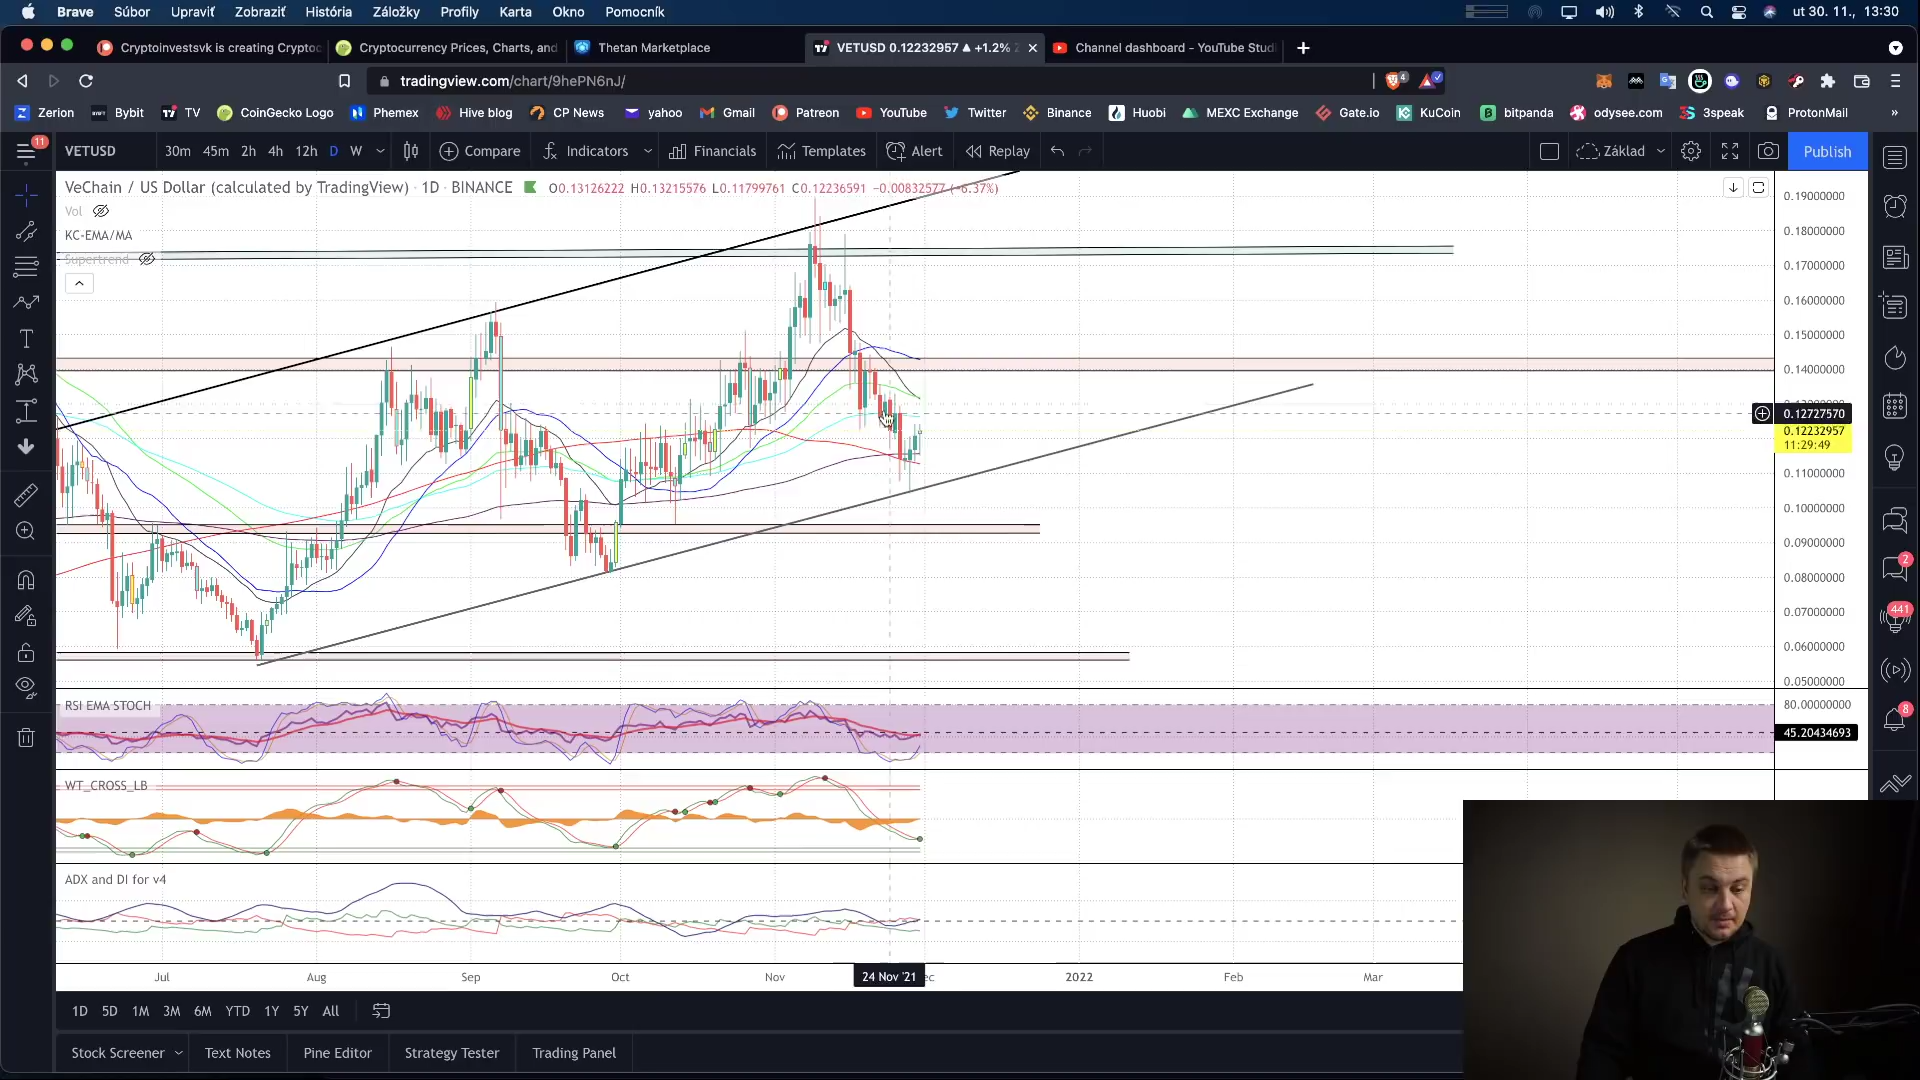 Brave Súbor Upraviť Zobraziť História Záložky Profily Karta Okno Pomocník ut 30. 11., 13:30
Cryptoinvestsvk is creating Cryptoc Cryptocurrency Prices, Charts, and Thetan Marketplace VETUSD 0.12232957 ▲ +1.2% Channel dashboard - YouTube Studi
tradingview.com/chart/9hePN6nJ/ 4
Zerion Bybit TV CoinGecko Logo Phemex Hive blog CP News yahoo Gmail Patreon YouTube Twitter Binance Huobi MEXC Exchange Gate.io KuCoin bitpanda odysee.com 3speak ProtonMail »
11 VETUSD 30m 45m 2h 4h 12h D W Compare Indicators Financials Templates Alert Replay Základ Publish
VeChain / US Dollar (calculated by TradingView) · 1D · BINANCE O0.13126222 H0.13215576 L0.11799761 C0.12236591 −0.00832577 (−6.37%)
Vol
KC-EMA/MA
Supertrend
0.19000000
0.18000000
0.17000000
0.16000000
0.15000000
0.14000000
0.12727570
0.12232957
11:29:49
0.11000000
0.10000000
0.09000000
0.08000000
0.07000000
0.06000000
0.05000000
2
441
8
RSI EMA STOCH 80.00000000
45.20434693
WT_CROSS_LB
ADX and DI for v4
Jul Aug Sep Oct Nov 24 Nov '21 ec 2022 Feb Mar
1D 5D 1M 3M 6M YTD 1Y 5Y All
Stock Screener Text Notes Pine Editor Strategy Tester Trading Panel